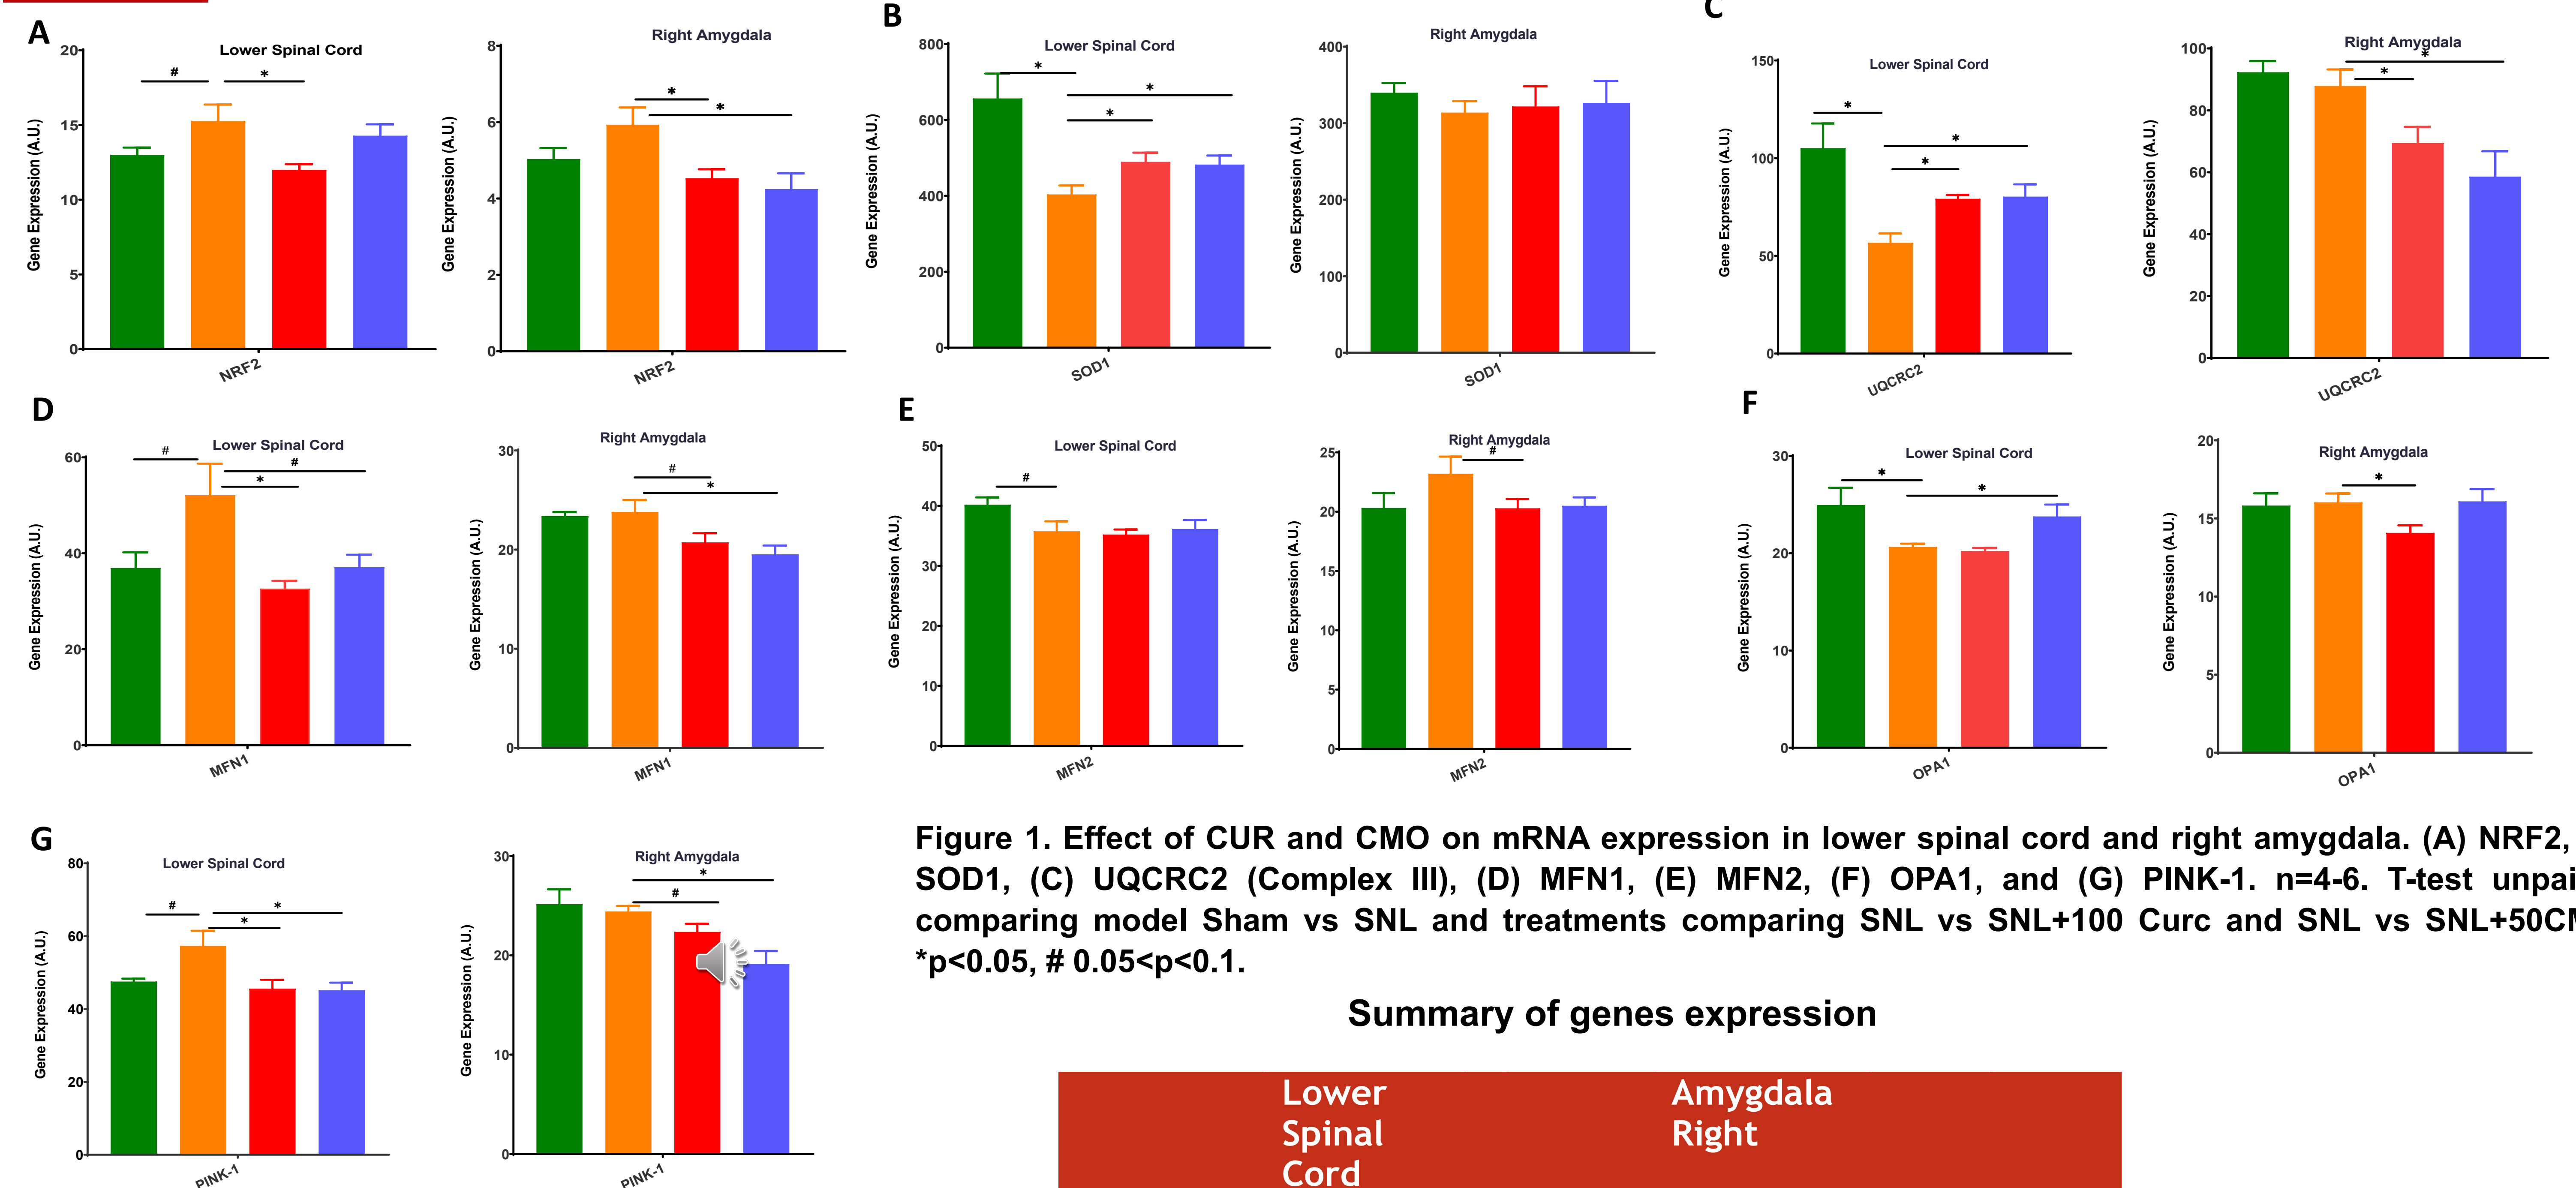 A
Lower Spinal Cord
Gene Expression (A.U.)
20
15
10
5
0
#
*
NRF2
Right Amygdala
Gene Expression (A.U.)
8
6
4
2
0
*
*
NRF2
B
Lower Spinal Cord
Gene Expression (A.U.)
800
600
400
200
0
*
*
*
SOD1
Right Amygdala
Gene Expression (A.U.)
400
300
200
100
0
SOD1
C
Lower Spinal Cord
Gene Expression (A.U.)
150
100
50
0
*
*
*
UQCRC2
Right Amygdala
Gene Expression (A.U.)
100
80
60
40
20
0
*
*
UQCRC2
D
Lower Spinal Cord
Gene Expression (A.U.)
60
40
20
0
#
#
*
MFN1
Right Amygdala
Gene Expression (A.U.)
30
20
10
0
#
*
MFN1
E
Lower Spinal Cord
Gene Expression (A.U.)
50
40
30
20
10
0
#
MFN2
Right Amygdala
Gene Expression (A.U.)
25
20
15
10
5
0
#
MFN2
F
Lower Spinal Cord
Gene Expression (A.U.)
30
20
10
0
*
*
OPA1
Right Amygdala
Gene Expression (A.U.)
20
15
10
5
0
*
OPA1
G
Lower Spinal Cord
Gene Expression (A.U.)
80
60
40
20
0
#
*
*
PINK-1
Right Amygdala
Gene Expression (A.U.)
30
20
10
0
*
#
PINK-1
Figure 1. Effect of CUR and CMO on mRNA expression in lower spinal cord and right amygdala. (A) NRF2,
SOD1, (C) UQCRC2 (Complex III), (D) MFN1, (E) MFN2, (F) OPA1, and (G) PINK-1. n=4-6. T-test unpai
comparing model Sham vs SNL and treatments comparing SNL vs SNL+100 Curc and SNL vs SNL+50CM
*p<0.05, # 0.05<p<0.1.
Summary of genes expression
Lower Spinal Cord
Amygdala Right